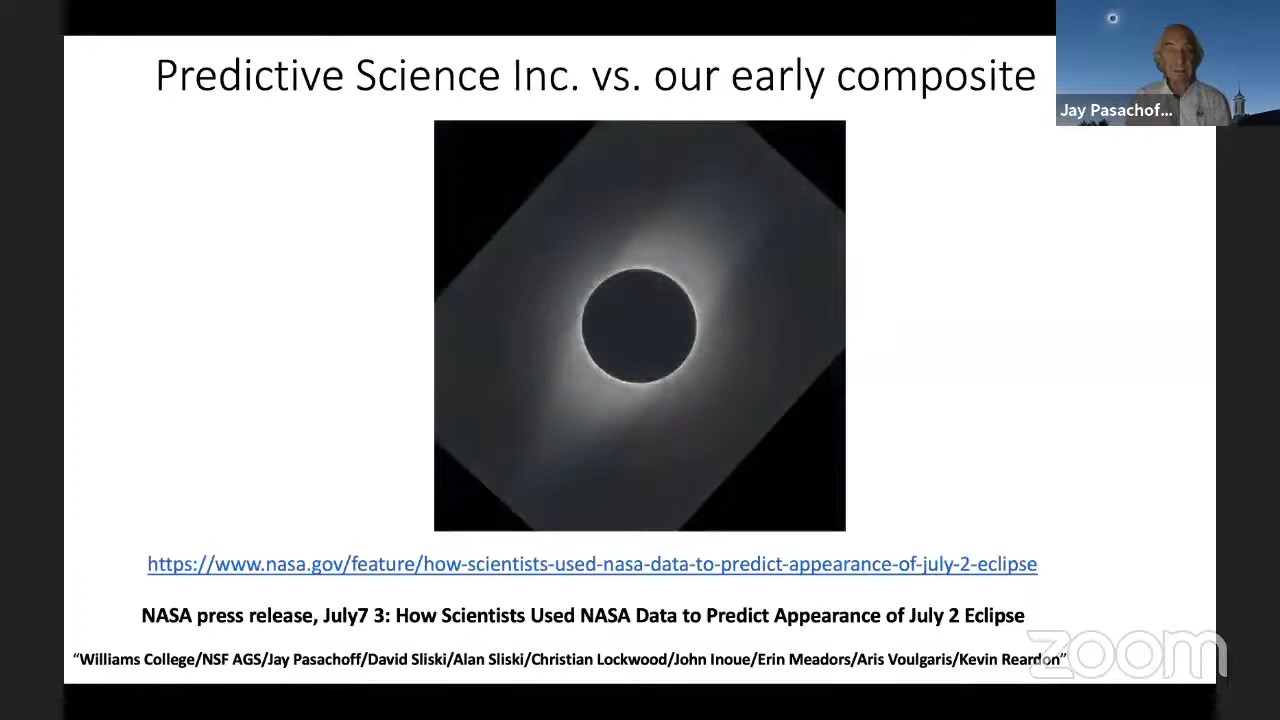 Predictive Science Inc. vs. our early composite
Jay Pasachof...
https://www.nasa.gov/feature/how-scientists-used-nasa-data-to-predict-appearance-of-july-2-eclipse
NASA press release, July7 3: How Scientists Used NASA Data to Predict Appearance of July 2 Eclipse
“Williams College/NSF AGS/Jay Pasachoff/David Sliski/Alan Sliski/Christian Lockwood/John Inoue/Erin Meadors/Aris Voulgaris/Kevin Reardon”
zoom